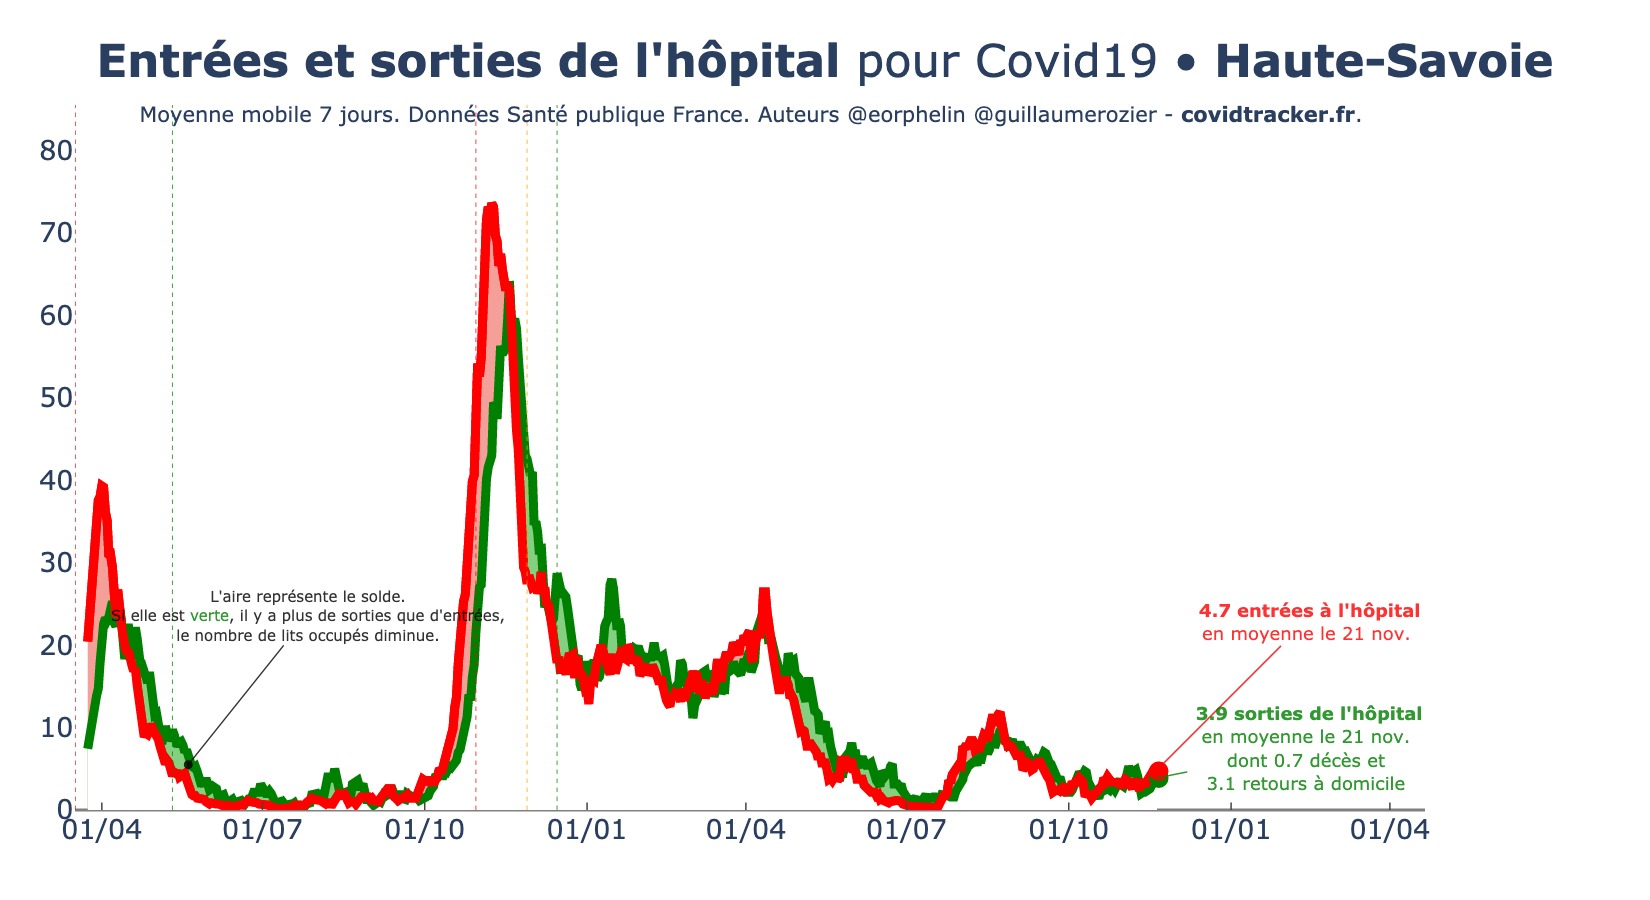 Entrées et sorties de l'hôpital pour Covid19 • Haute-Savoie
Moyenne mobile 7 jours. Données Santé publique France. Auteurs @eorphelin @guillaumerozier - covidtracker.fr.
80
70
60
50
40
30
20
10
0
L'aire représente le solde.
Si elle est verte, il y a plus de sorties que d'entrées,
le nombre de lits occupés diminue.
4.7 entrées à l'hôpital
en moyenne le 21 nov.
3.9 sorties de l'hôpital
en moyenne le 21 nov.
dont 0.7 décès et
3.1 retours à domicile
01/04 01/07 01/10 01/01 01/04 01/07 01/10 01/01 01/04